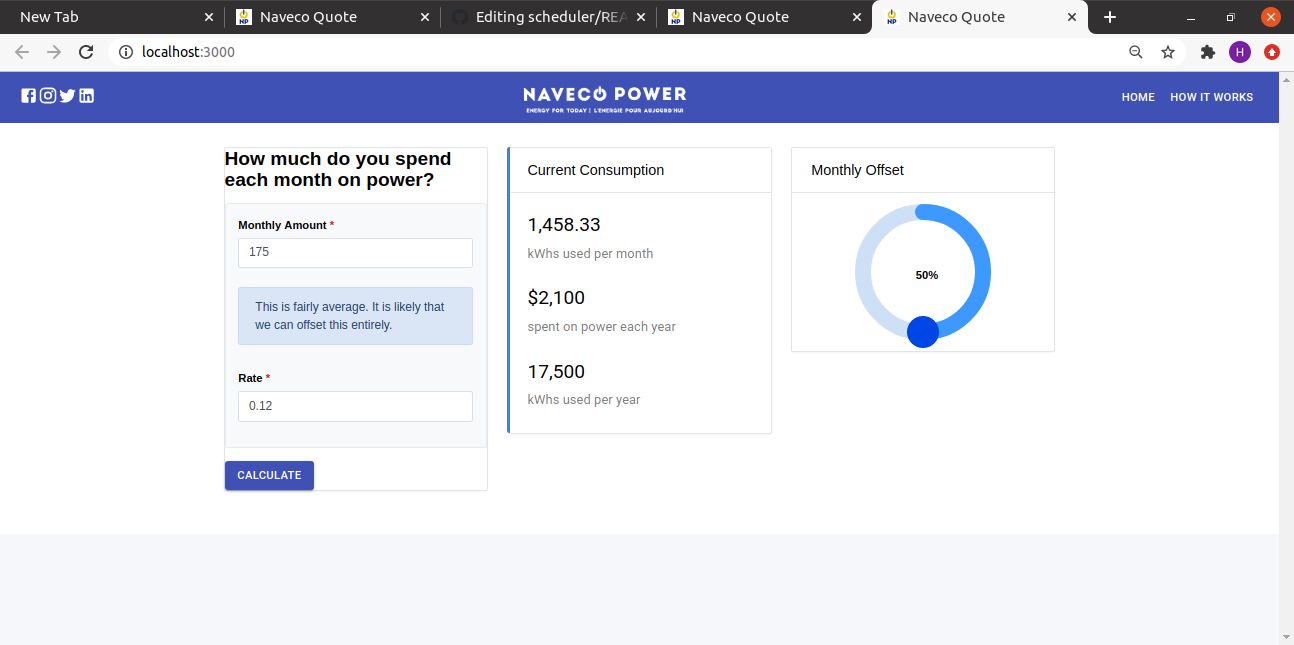 New Tab
Naveco Quote
Editing scheduler/REA
Naveco Quote
Naveco Quote
localhost:3000
H
NAVECO POWER
ENERGY FOR TODAY | L'ENERGIE POUR AUJOURD'HUI
HOME
HOW IT WORKS
How much do you spend
each month on power?
Monthly Amount *
175
This is fairly average. It is likely that
we can offset this entirely.
Rate *
0.12
CALCULATE
Current Consumption
1,458.33
kWhs used per month
$2,100
spent on power each year
17,500
kWhs used per year
Monthly Offset
50%